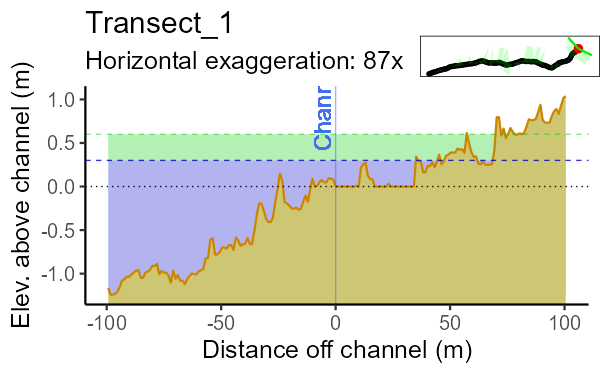 Transect_1
Horizontal exaggeration: 87x
Elev. above channel (m)
1.0
0.5
0.0
-0.5
-1.0
Chanr
-100
-50
0
50
100
Distance off channel (m)